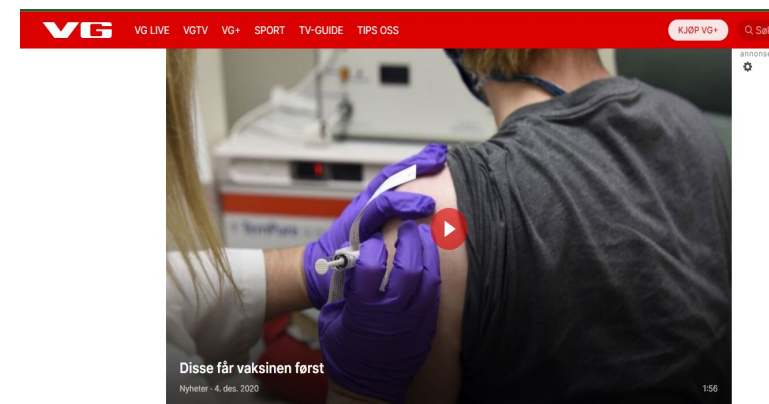 VG VG LIVE VGTV VG+ SPORT TV-GUIDE TIPS OSS KJØP VG+
annonse
Disse får vaksinen først
Nyheter - 4. des. 2020 1:56